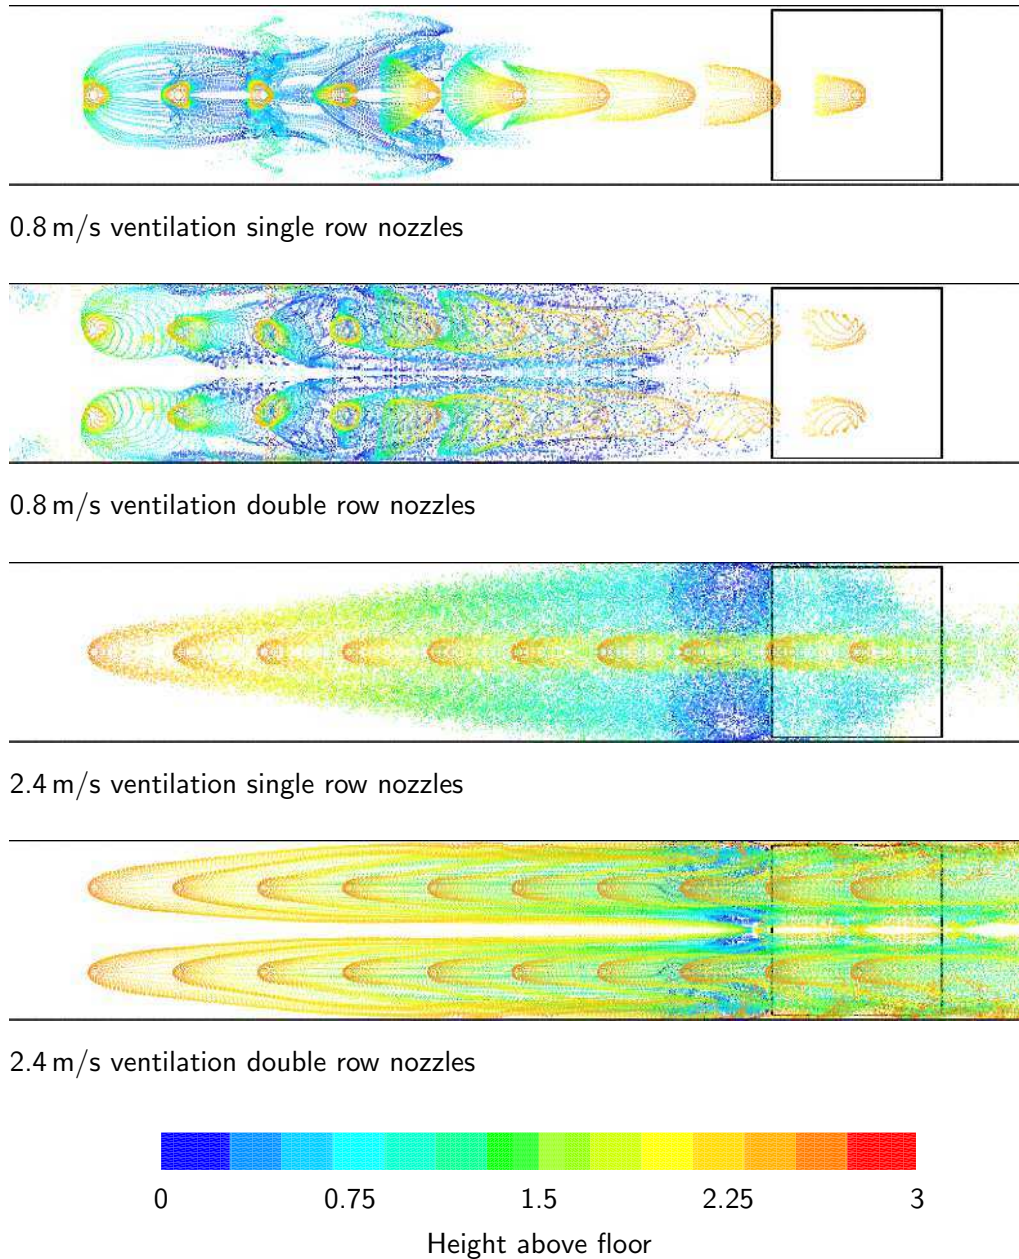 0.8 m/s ventilation single row nozzles
0.8 m/s ventilation double row nozzles
2.4 m/s ventilation single row nozzles
2.4 m/s ventilation double row nozzles
0 0.75 1.5 2.25 3
Height above floor